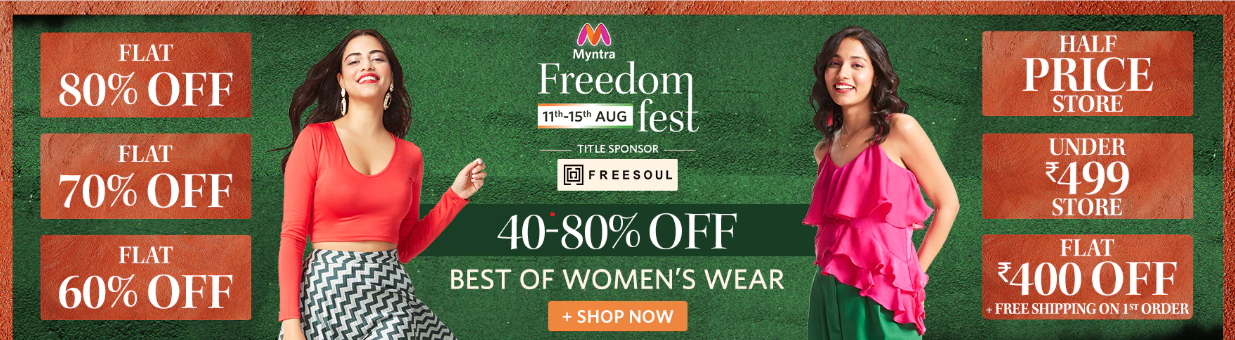 FLAT
80% OFF
FLAT
70% OFF
FLAT
60% OFF
Myntra
Freedom
11th-15th AUG
fest
TITLE SPONSOR
FREESOUL
40-80% OFF
BEST OF WOMEN'S WEAR
+ SHOP NOW
HALF
PRICE
STORE
UNDER
₹499
STORE
FLAT
₹400 OFF
+ FREE SHIPPING ON 1ST ORDER